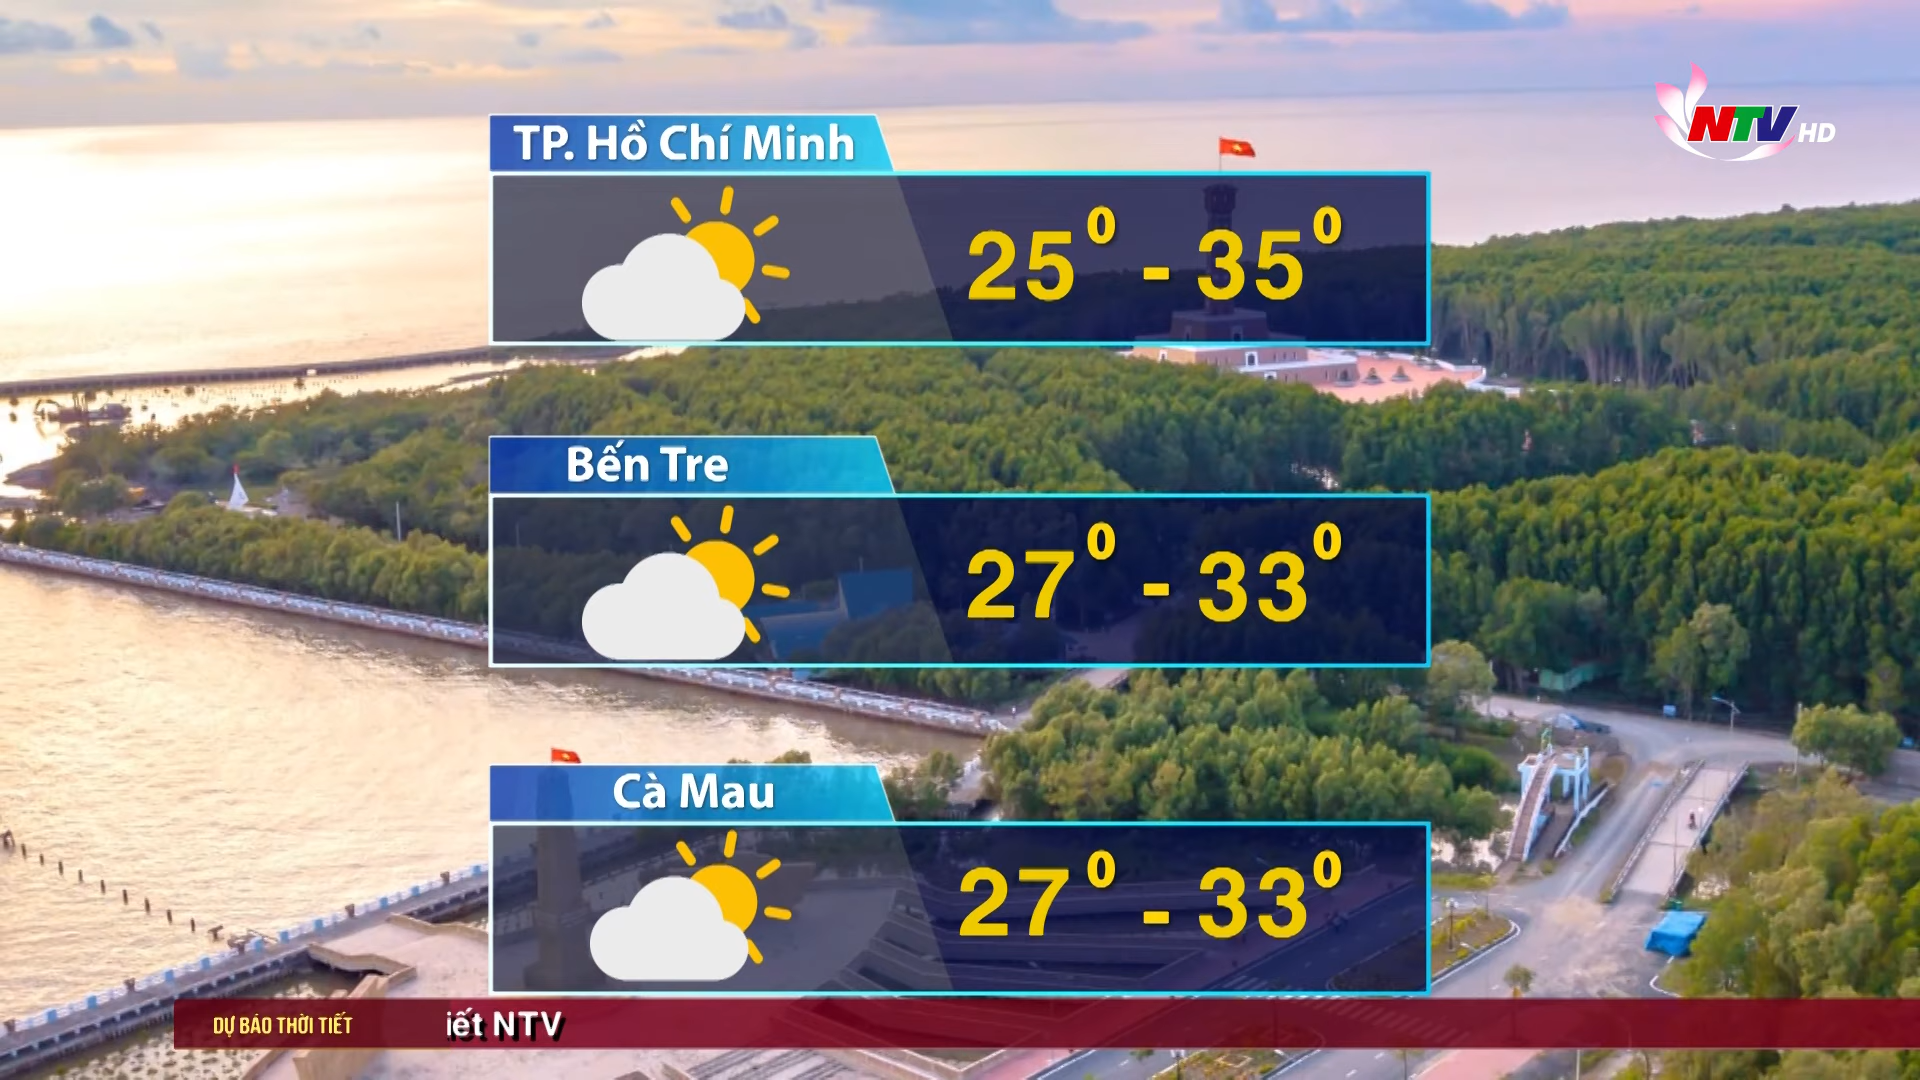 NTV HD
TP. Hồ Chí Minh
25⁰ - 35⁰
Bến Tre
27⁰ - 33⁰
Cà Mau
27⁰ - 33⁰
DỰ BÁO THỜI TIẾT
iết NTV